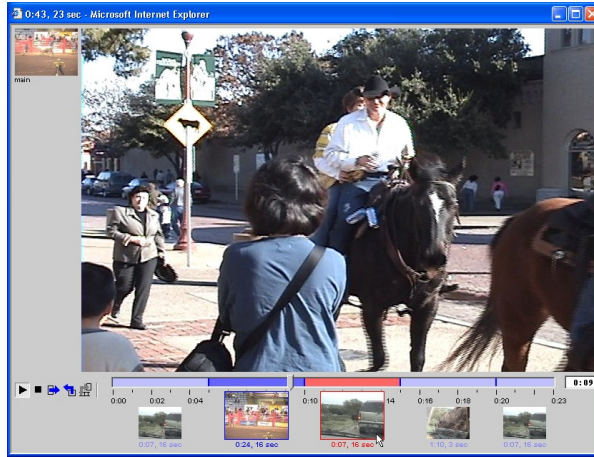 0:43, 23 sec - Microsoft Internet Explorer
main
0:09
0:00
0:02
0:04
0:10
14
0:16
0:18
0:20
0:23
0:07, 16 sec
0:24, 16 sec
0:07, 16 sec
1:10, 3 sec
0:07, 16 sec